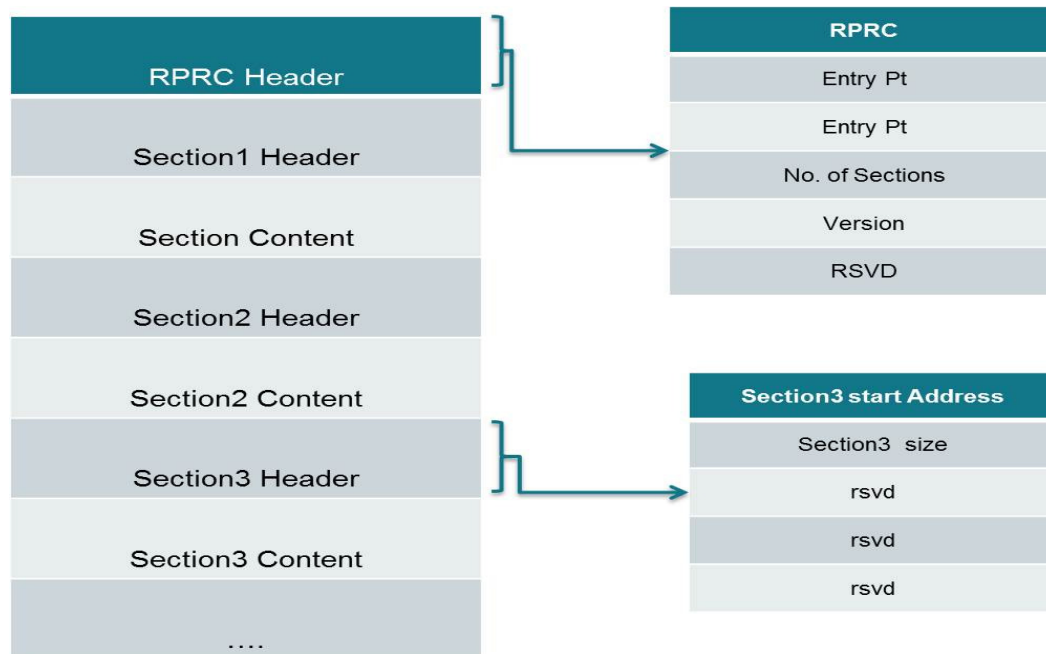 RPRC Header
Section1 Header
Section Content
Section2 Header
Section2 Content
Section3 Header
Section3 Content
....
RPRC
Entry Pt
Entry Pt
No. of Sections
Version
RSVD
Section3 start Address
Section3 size
rsvd
rsvd
rsvd